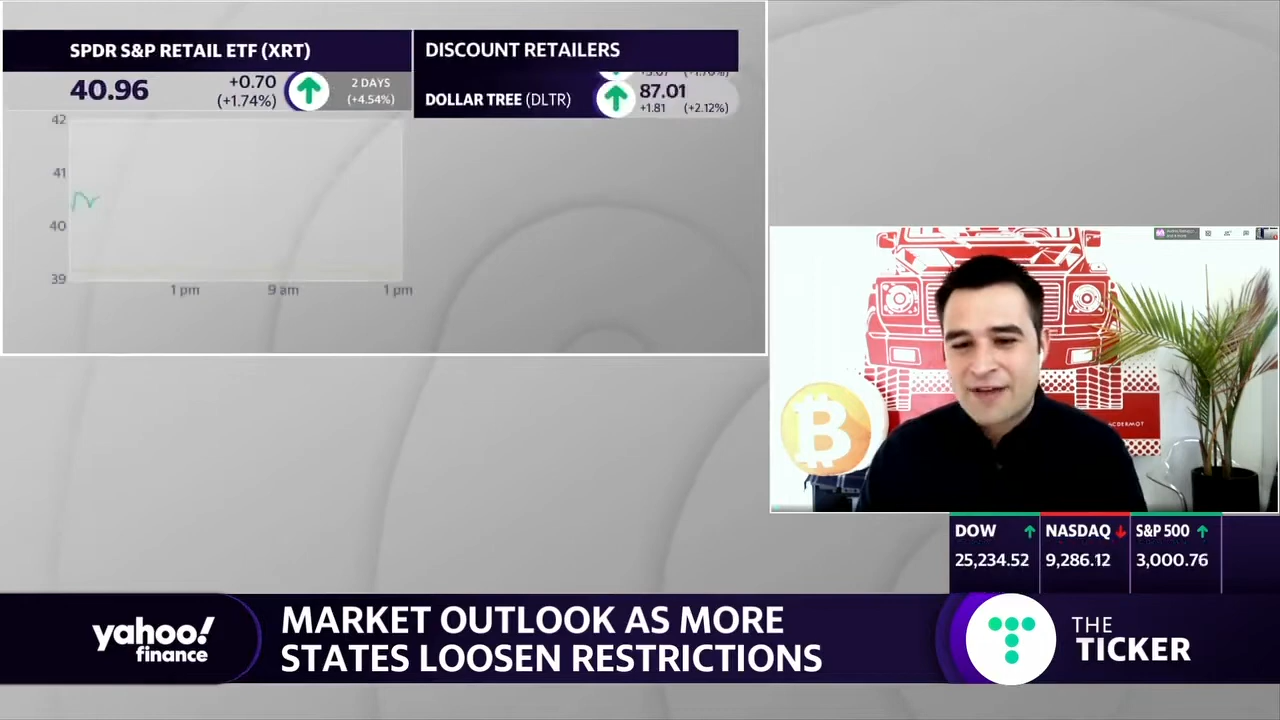 SPDR S&P RETAIL ETF (XRT)
40.96
+0.70
(+1.74%)
2 DAYS
(+4.54%)
42
41
40
39
1 pm
9 am
1 pm
DISCOUNT RETAILERS
DOLLAR TREE (DLTR)
87.01
+1.81 (+2.12%)
B
DOW
25,234.52
NASDAQ
9,286.12
S&P 500
3,000.76
yahoo!
finance
MARKET OUTLOOK AS MORE
STATES LOOSEN RESTRICTIONS
THE
TICKER